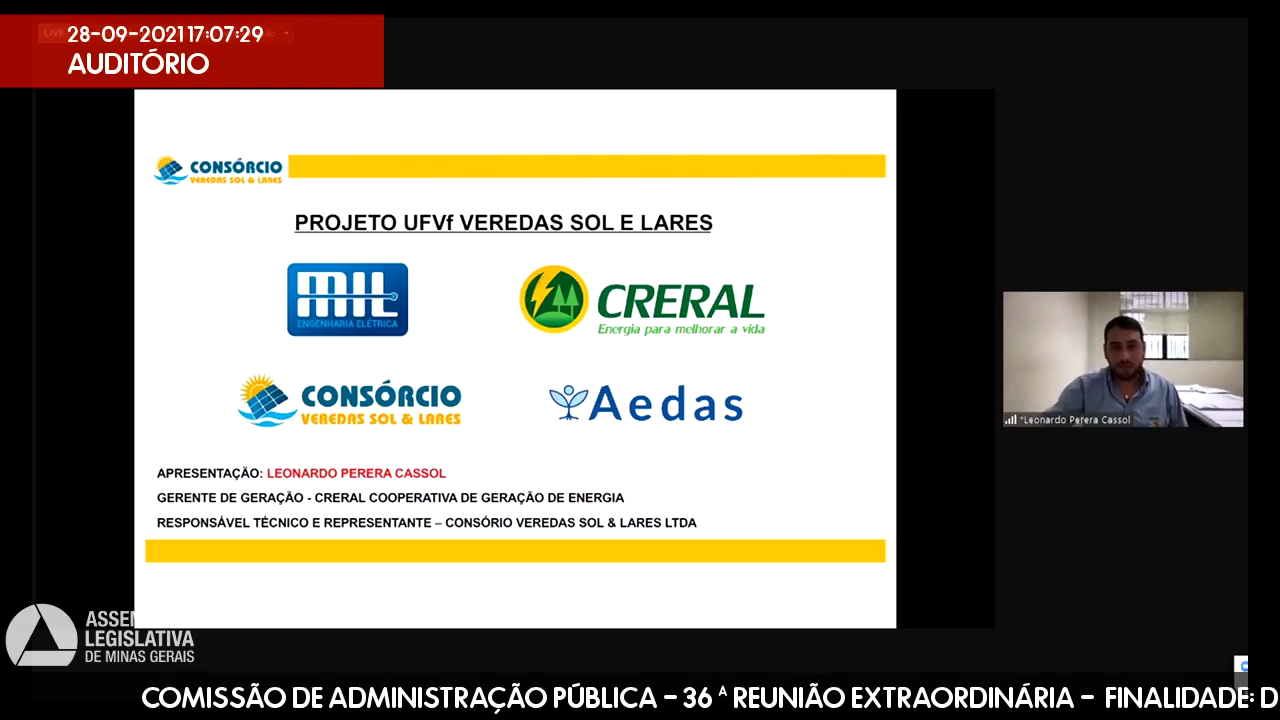 LIVE
28-09-2021 17:07:29
AUDITÓRIO
CONSÓRCIO
VEREDAS SOL & LARES
PROJETO UFVf VEREDAS SOL E LARES
MIL
ENGENHARIA ELÉTRICA
CRERAL
Energia para melhorar a vida
CONSÓRCIO
VEREDAS SOL & LARES
Aedas
APRESENTAÇÃO: LEONARDO PERERA CASSOL
GERENTE DE GERAÇÃO - CRERAL COOPERATIVA DE GERAÇÃO DE ENERGIA
RESPONSÁVEL TÉCNICO E REPRESENTANTE – CONSÓRIO VEREDAS SOL & LARES LTDA
*Leonardo Perera Cassol
ASSEM
LEGISLATIVA
DE MINAS GERAIS
COMISSÃO DE ADMINISTRAÇÃO PÚBLICA - 36 ª REUNIÃO EXTRAORDINÁRIA - FINALIDADE: D